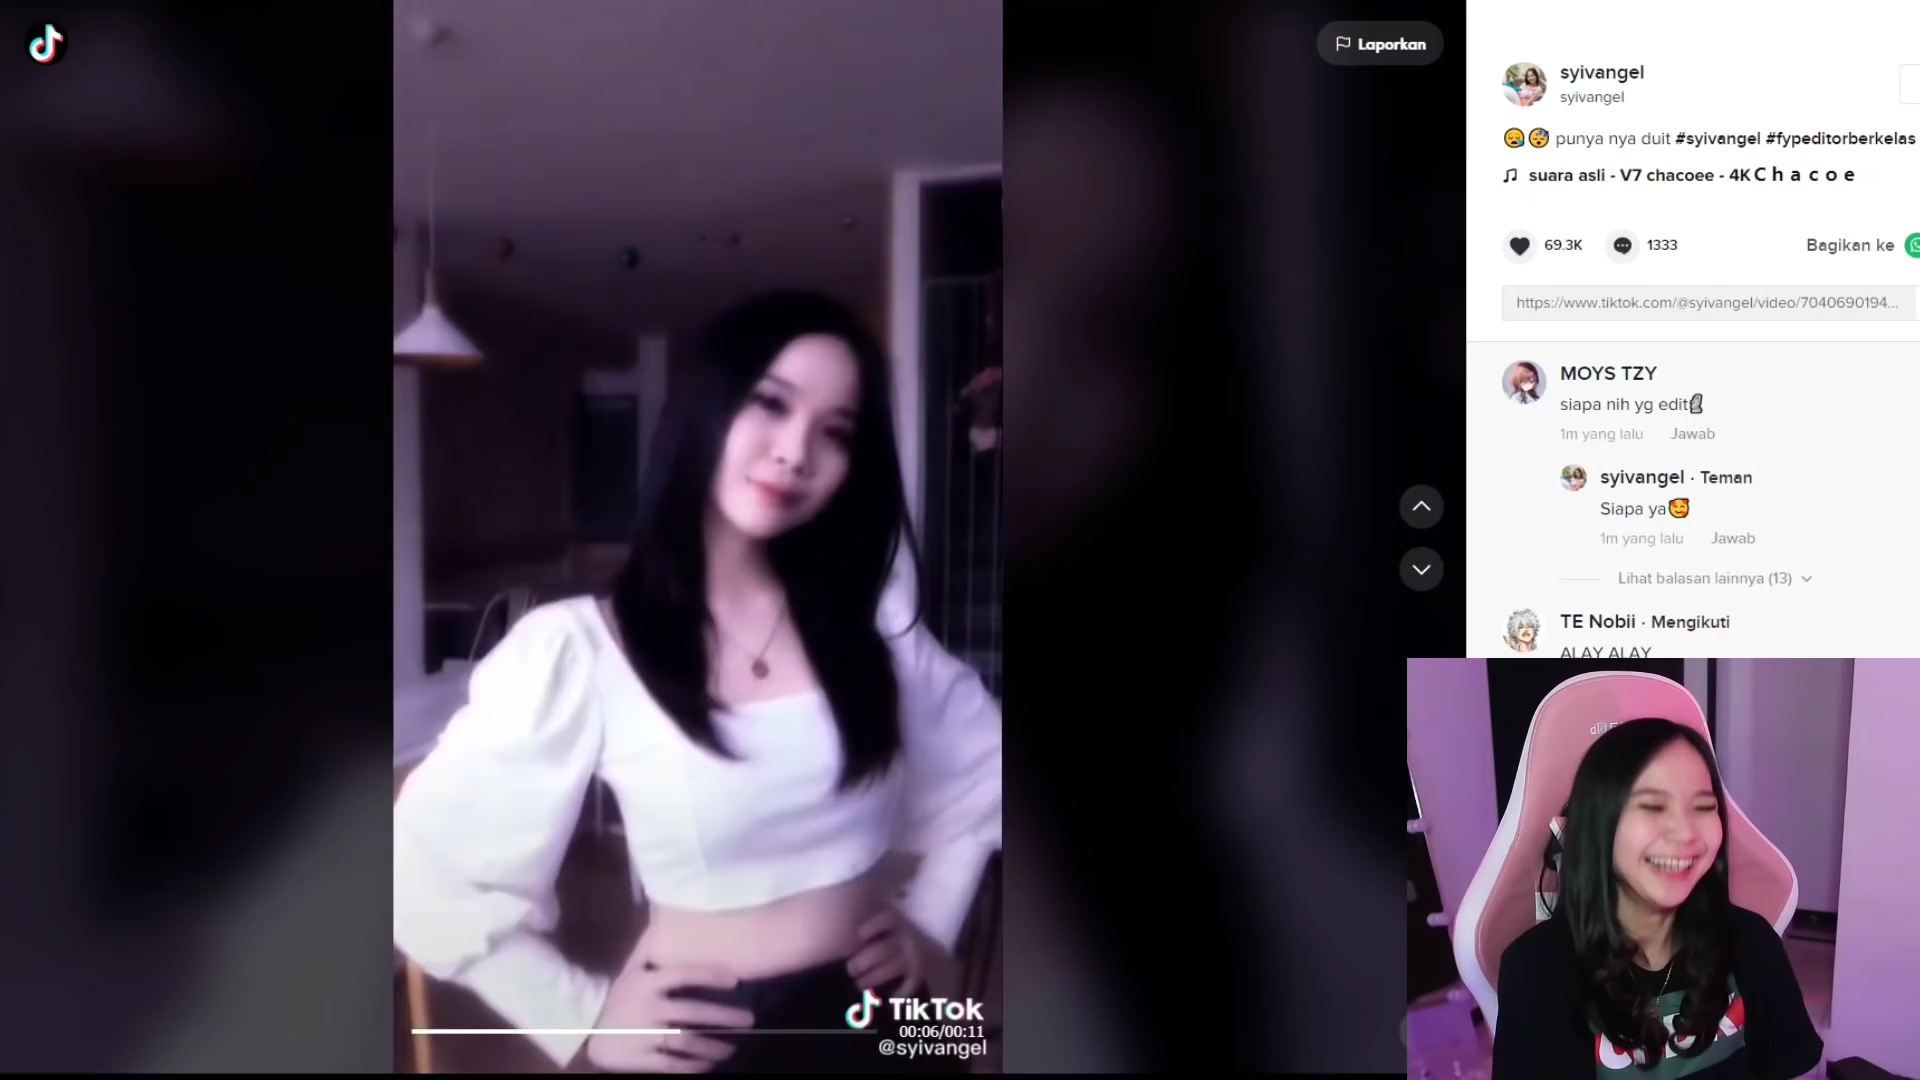 Laporkan
syivangel
syivangel
😪😴 punya nya duit #syivangel #fypeditorberkelas
suara asli - V7 chacoee - 4K C h a c o e
69.3K
1333
Bagikan ke
https://www.tiktok.com/@syivangel/video/7040690194...
MOYS TZY
siapa nih yg edit🗿
1m yang lalu Jawab
syivangel · Teman
Siapa ya🥰
1m yang lalu Jawab
Lihat balasan lainnya (13)
TE Nobii · Mengikuti
ALAY ALAY
TikTok
00:06/00:11
@syivangel